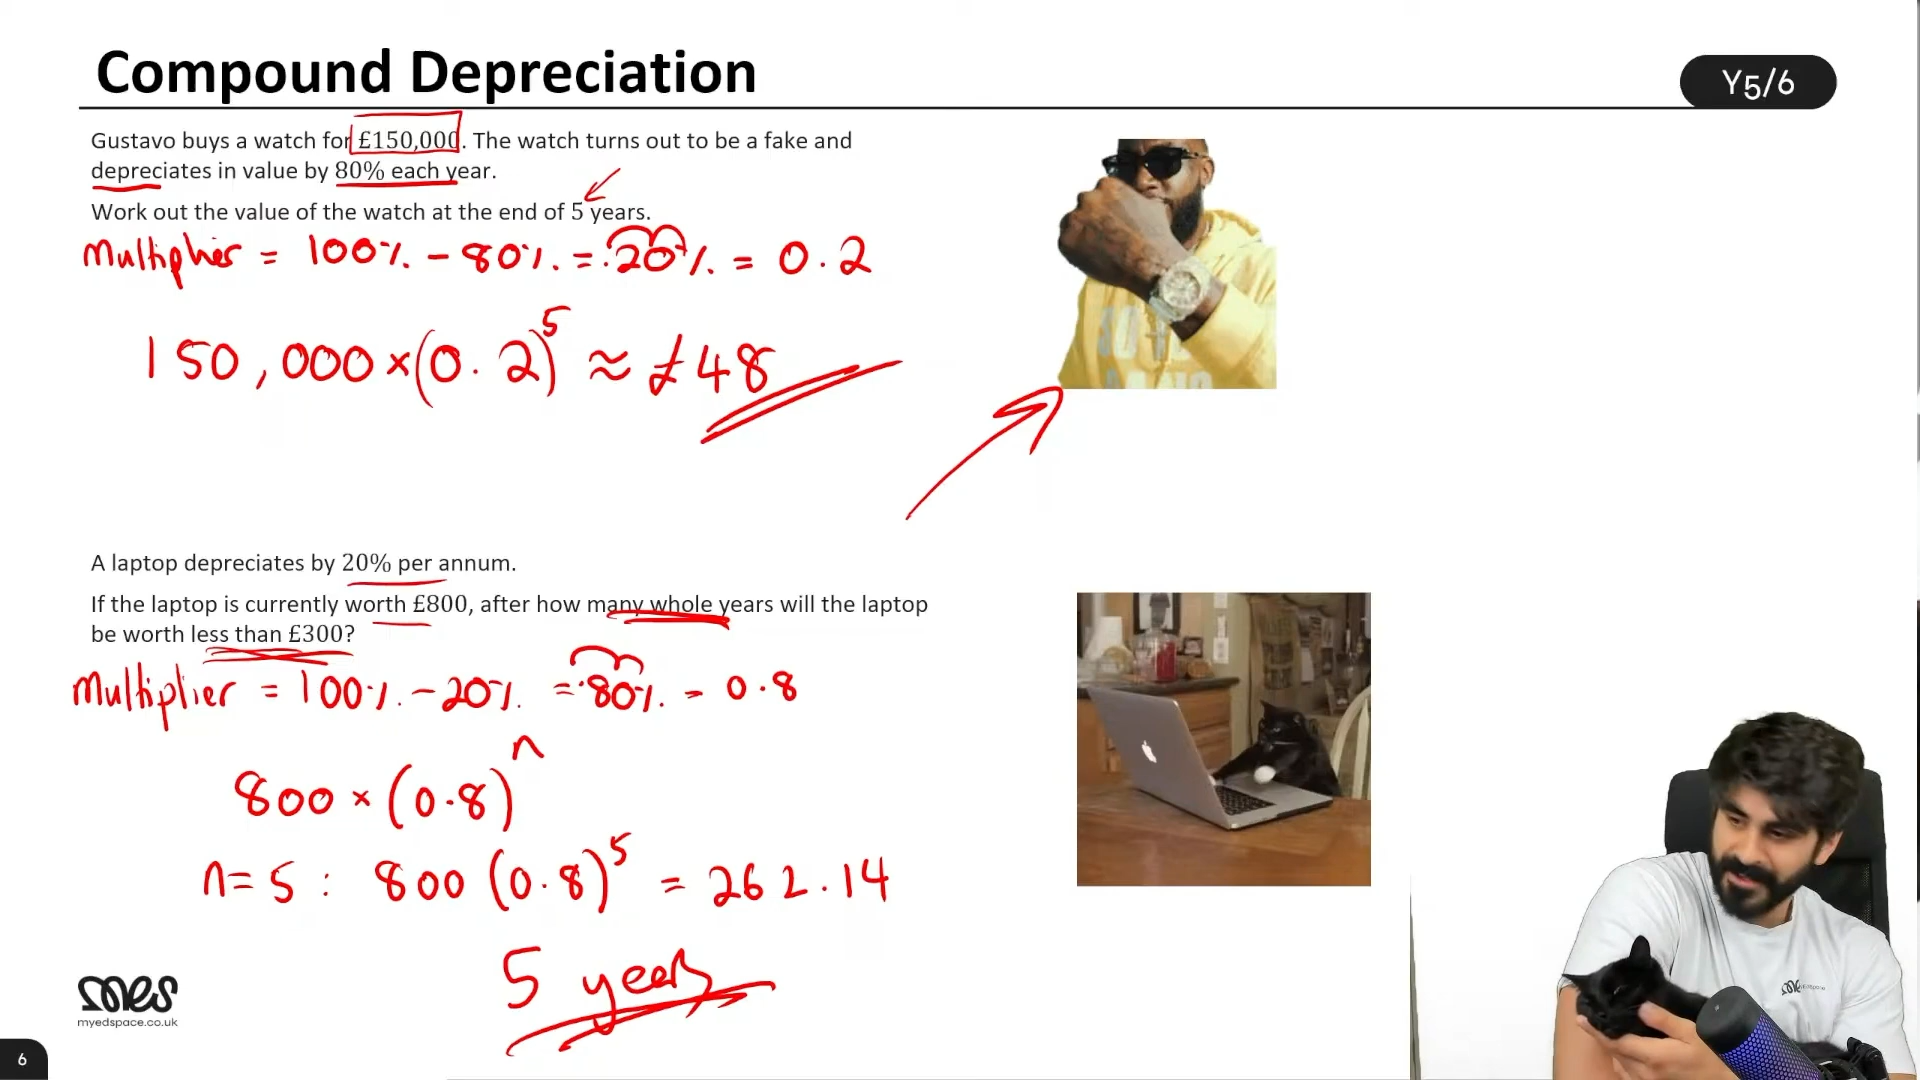 Compound Depreciation
Y5/6
Gustavo buys a watch for £150,000. The watch turns out to be a fake and
depreciates in value by 80% each year.
Work out the value of the watch at the end of 5 years.
Multiplier = 100% - 80% = 20% = 0.2
150,000 × (0.2)^5 ≈ £48
A laptop depreciates by 20% per annum.
If the laptop is currently worth £800, after how many whole years will the laptop
be worth less than £300?
Multiplier = 100% - 20% = 80% = 0.8
800 × (0.8)^n
n = 5 : 800 (0.8)^5 = 262.14
5 years
mes
myedspace.co.uk
6